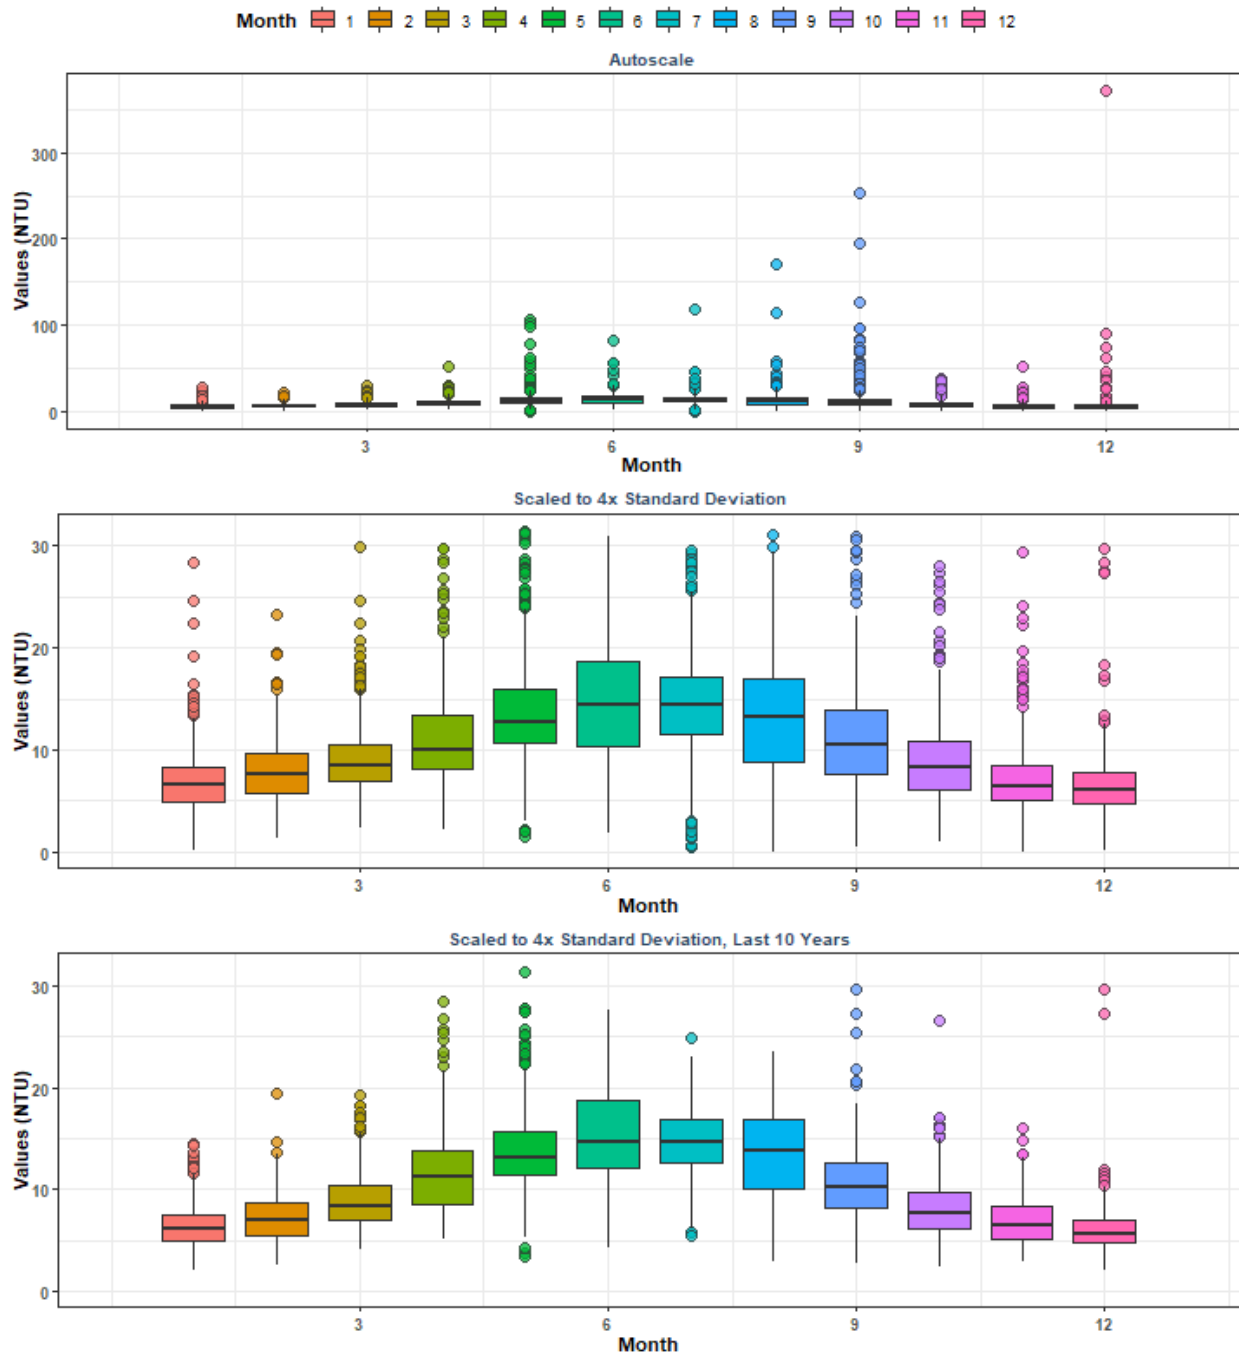 Month 1 2 3 4 5 6 7 8 9 10 11 12
Autoscale
Values (NTU)
300
200
100
0
3 6 9 12
Month
Scaled to 4x Standard Deviation
Values (NTU)
30
20
10
0
3 6 9 12
Month
Scaled to 4x Standard Deviation, Last 10 Years
Values (NTU)
30
20
10
0
3 6 9 12
Month